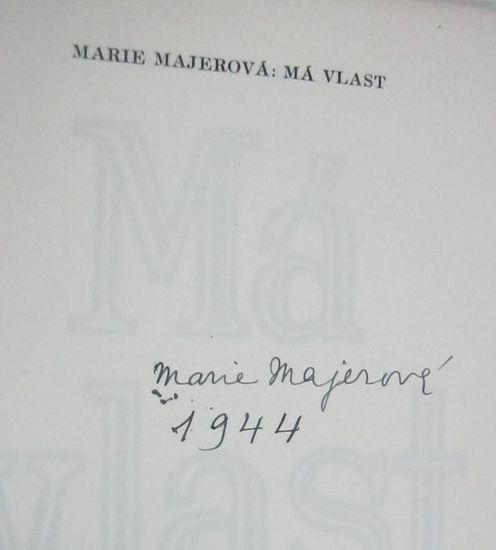 MARIE MAJEROVÁ: MÁ VLAST
Má
Marie Majerová
1944
vlast